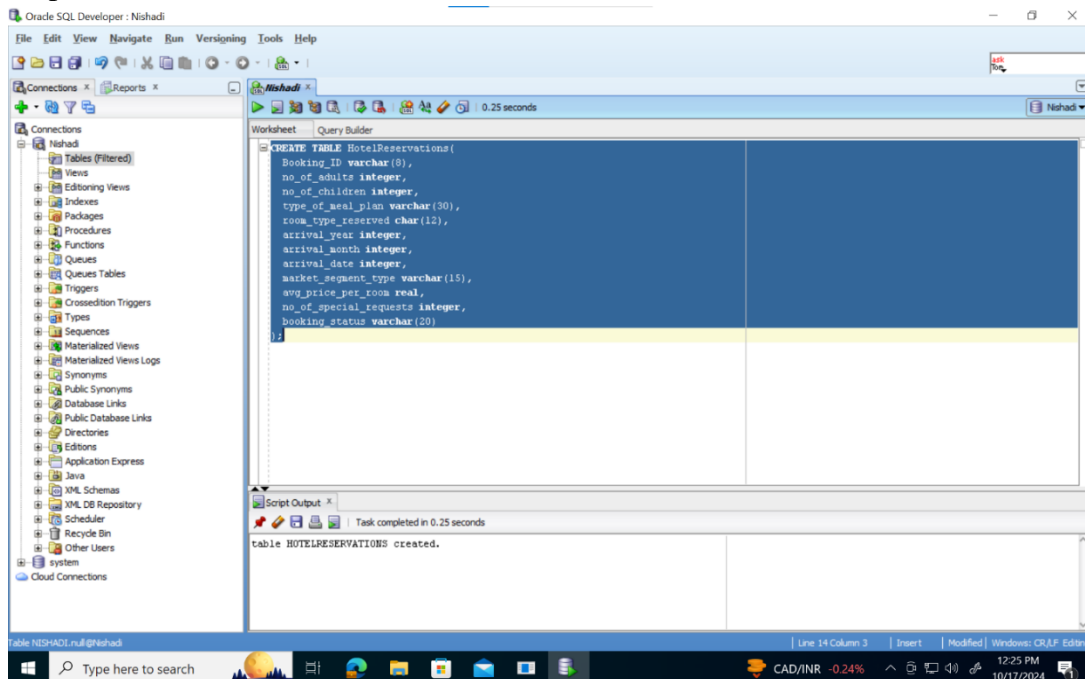 Oracle SQL Developer : Nishadi
File Edit View Navigate Run Versioning Tools Help
Connections Reports
Nishadi
0.25 seconds
Nishadi
Connections
Nishadi
Tables (Filtered)
Views
Editioning Views
Indexes
Packages
Procedures
Functions
Queues
Queues Tables
Triggers
Crossedition Triggers
Types
Sequences
Materialized Views
Materialized Views Logs
Synonyms
Public Synonyms
Database Links
Public Database Links
Directories
Editions
Application Express
Java
XML Schemas
XML DB Repository
Scheduler
Recycle Bin
Other Users
system
Cloud Connections
Worksheet Query Builder
CREATE TABLE HotelReservations(
Booking_ID varchar(8),
no_of_adults integer,
no_of_children integer,
type_of_meal_plan varchar(30),
room_type_reserved char(12),
arrival_year integer,
arrival_month integer,
arrival_date integer,
market_segment_type varchar(15),
avg_price_per_room real,
no_of_special_requests integer,
booking_status varchar(20)
);
Script Output
Task completed in 0.25 seconds
table HOTELRESERVATIONS created.
Table NISHADI.null@Nishadi
Line 14 Column 3 Insert Modified Windows: CR/LF Editin
Type here to search
CAD/INR -0.24%
12:25 PM
10/17/2024